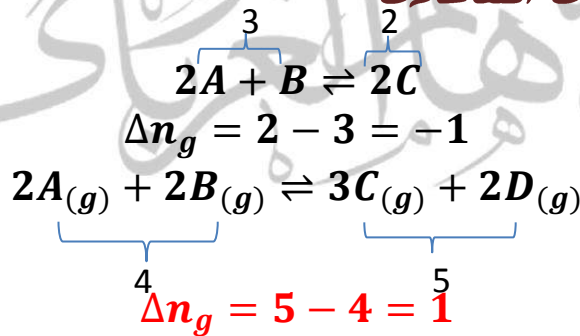 3 2
2A + B ⇌ 2C
Δn_g = 2 − 3 = −1
2A_(g) + 2B_(g) ⇌ 3C_(g) + 2D_(g)
4 5
Δn_g = 5 − 4 = 1